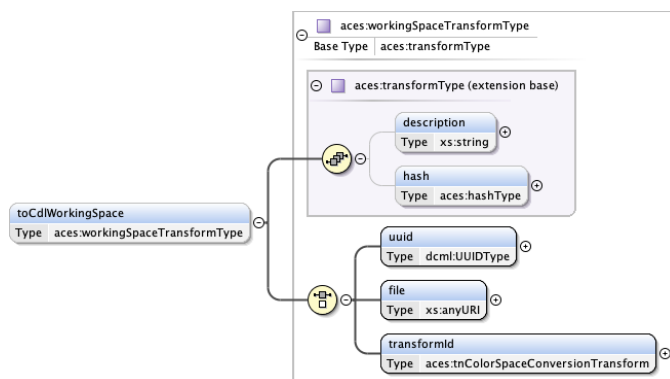 aces:workingSpaceTransformType
Base Type aces:transformType
aces:transformType (extension base)
description
Type xs:string
hash
Type aces:hashType
toCdlWorkingSpace
Type aces:workingSpaceTransformType
uuid
Type dcml:UUIDType
file
Type xs:anyURI
transformId
Type aces:tnColorSpaceConversionTransform